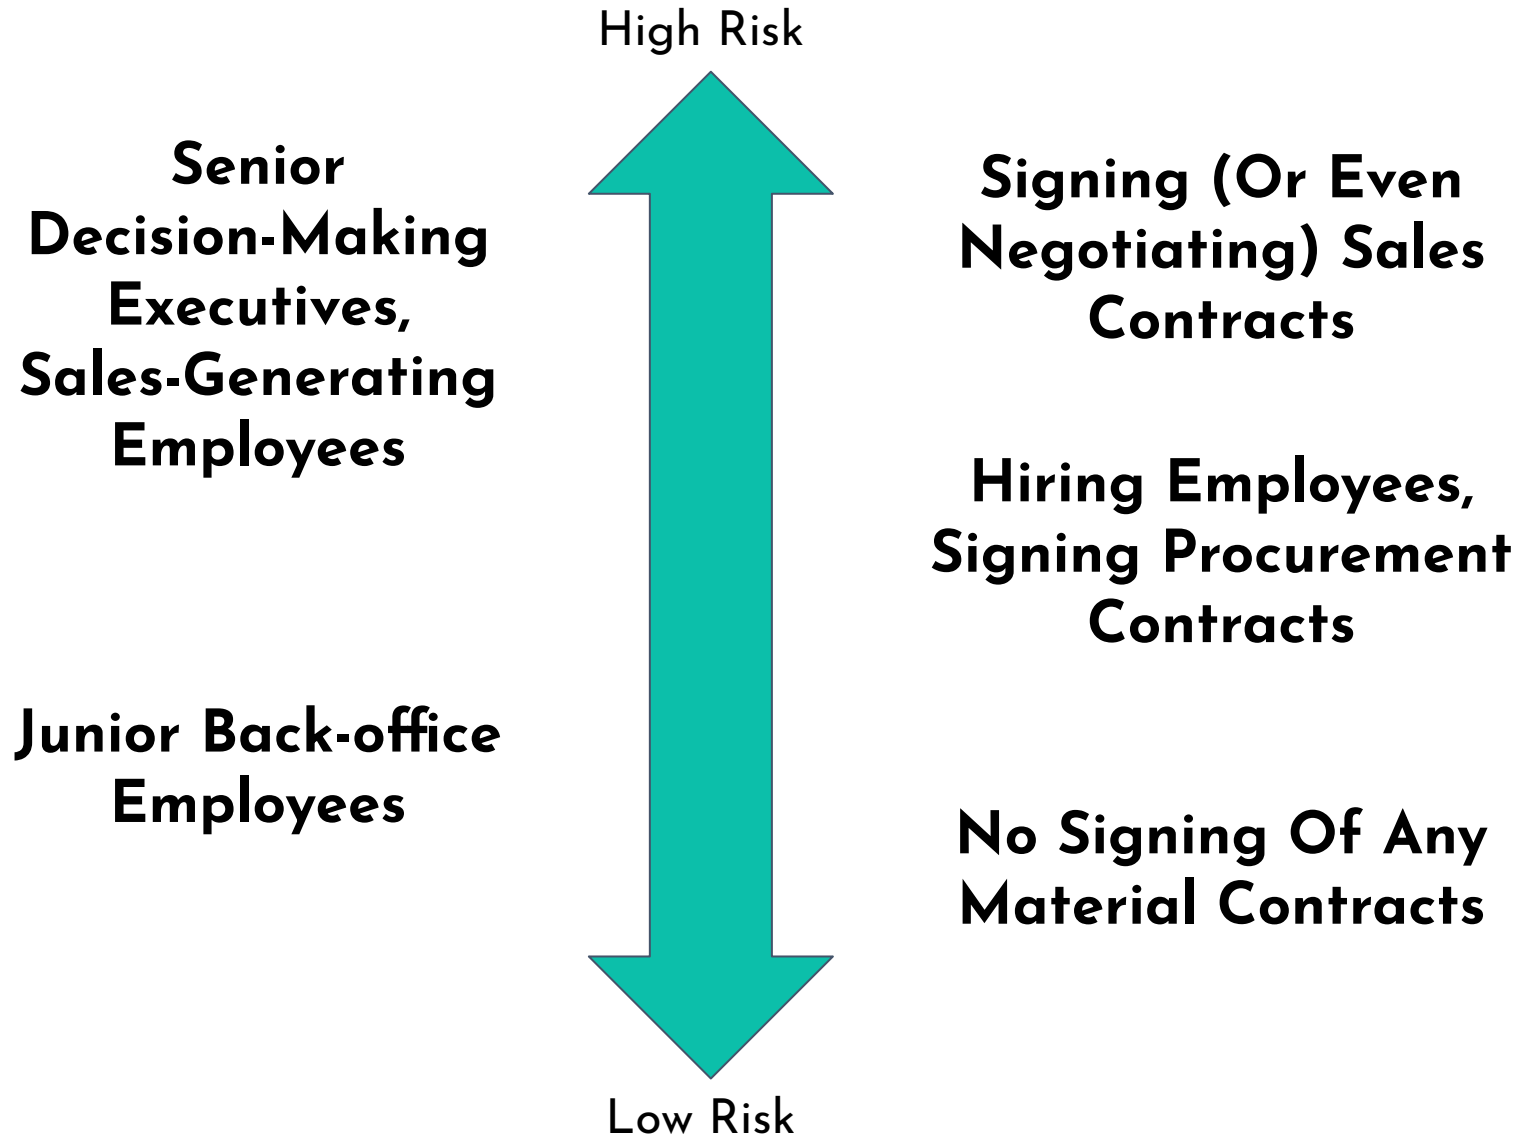 High Risk
Senior
Decision-Making
Executives,
Sales-Generating
Employees
Junior Back-office
Employees
Signing (Or Even
Negotiating) Sales
Contracts
Hiring Employees,
Signing Procurement
Contracts
No Signing Of Any
Material Contracts
Low Risk